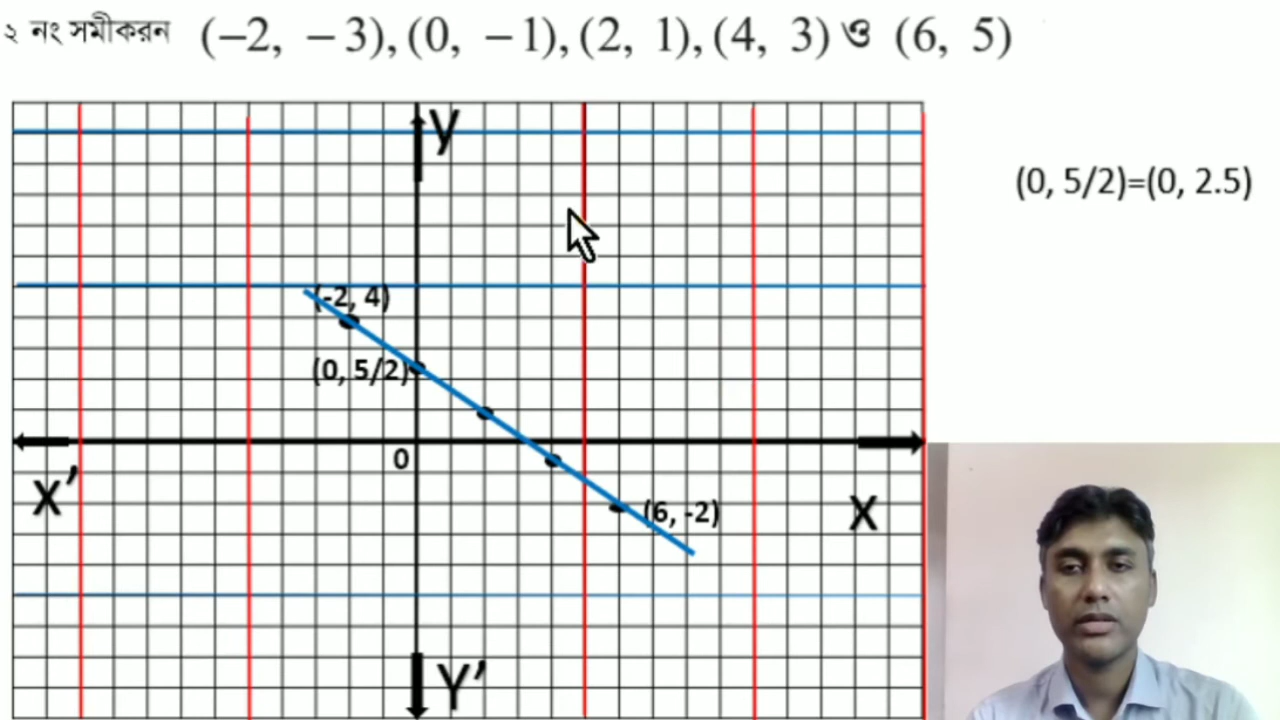 ২ নং সমীকরন (−2, −3), (0, −1), (2, 1), (4, 3) ও (6, 5)
y
(0, 5/2)=(0, 2.5)
(-2, 4)
(0, 5/2)
0
X’
(6, -2)
X
Y’